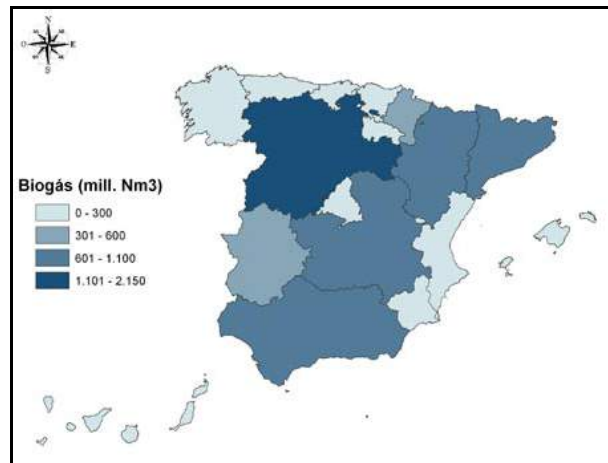 N
O
E
S
Biogás (mill. Nm3)
0 - 300
301 - 600
601 - 1.100
1.101 - 2.150